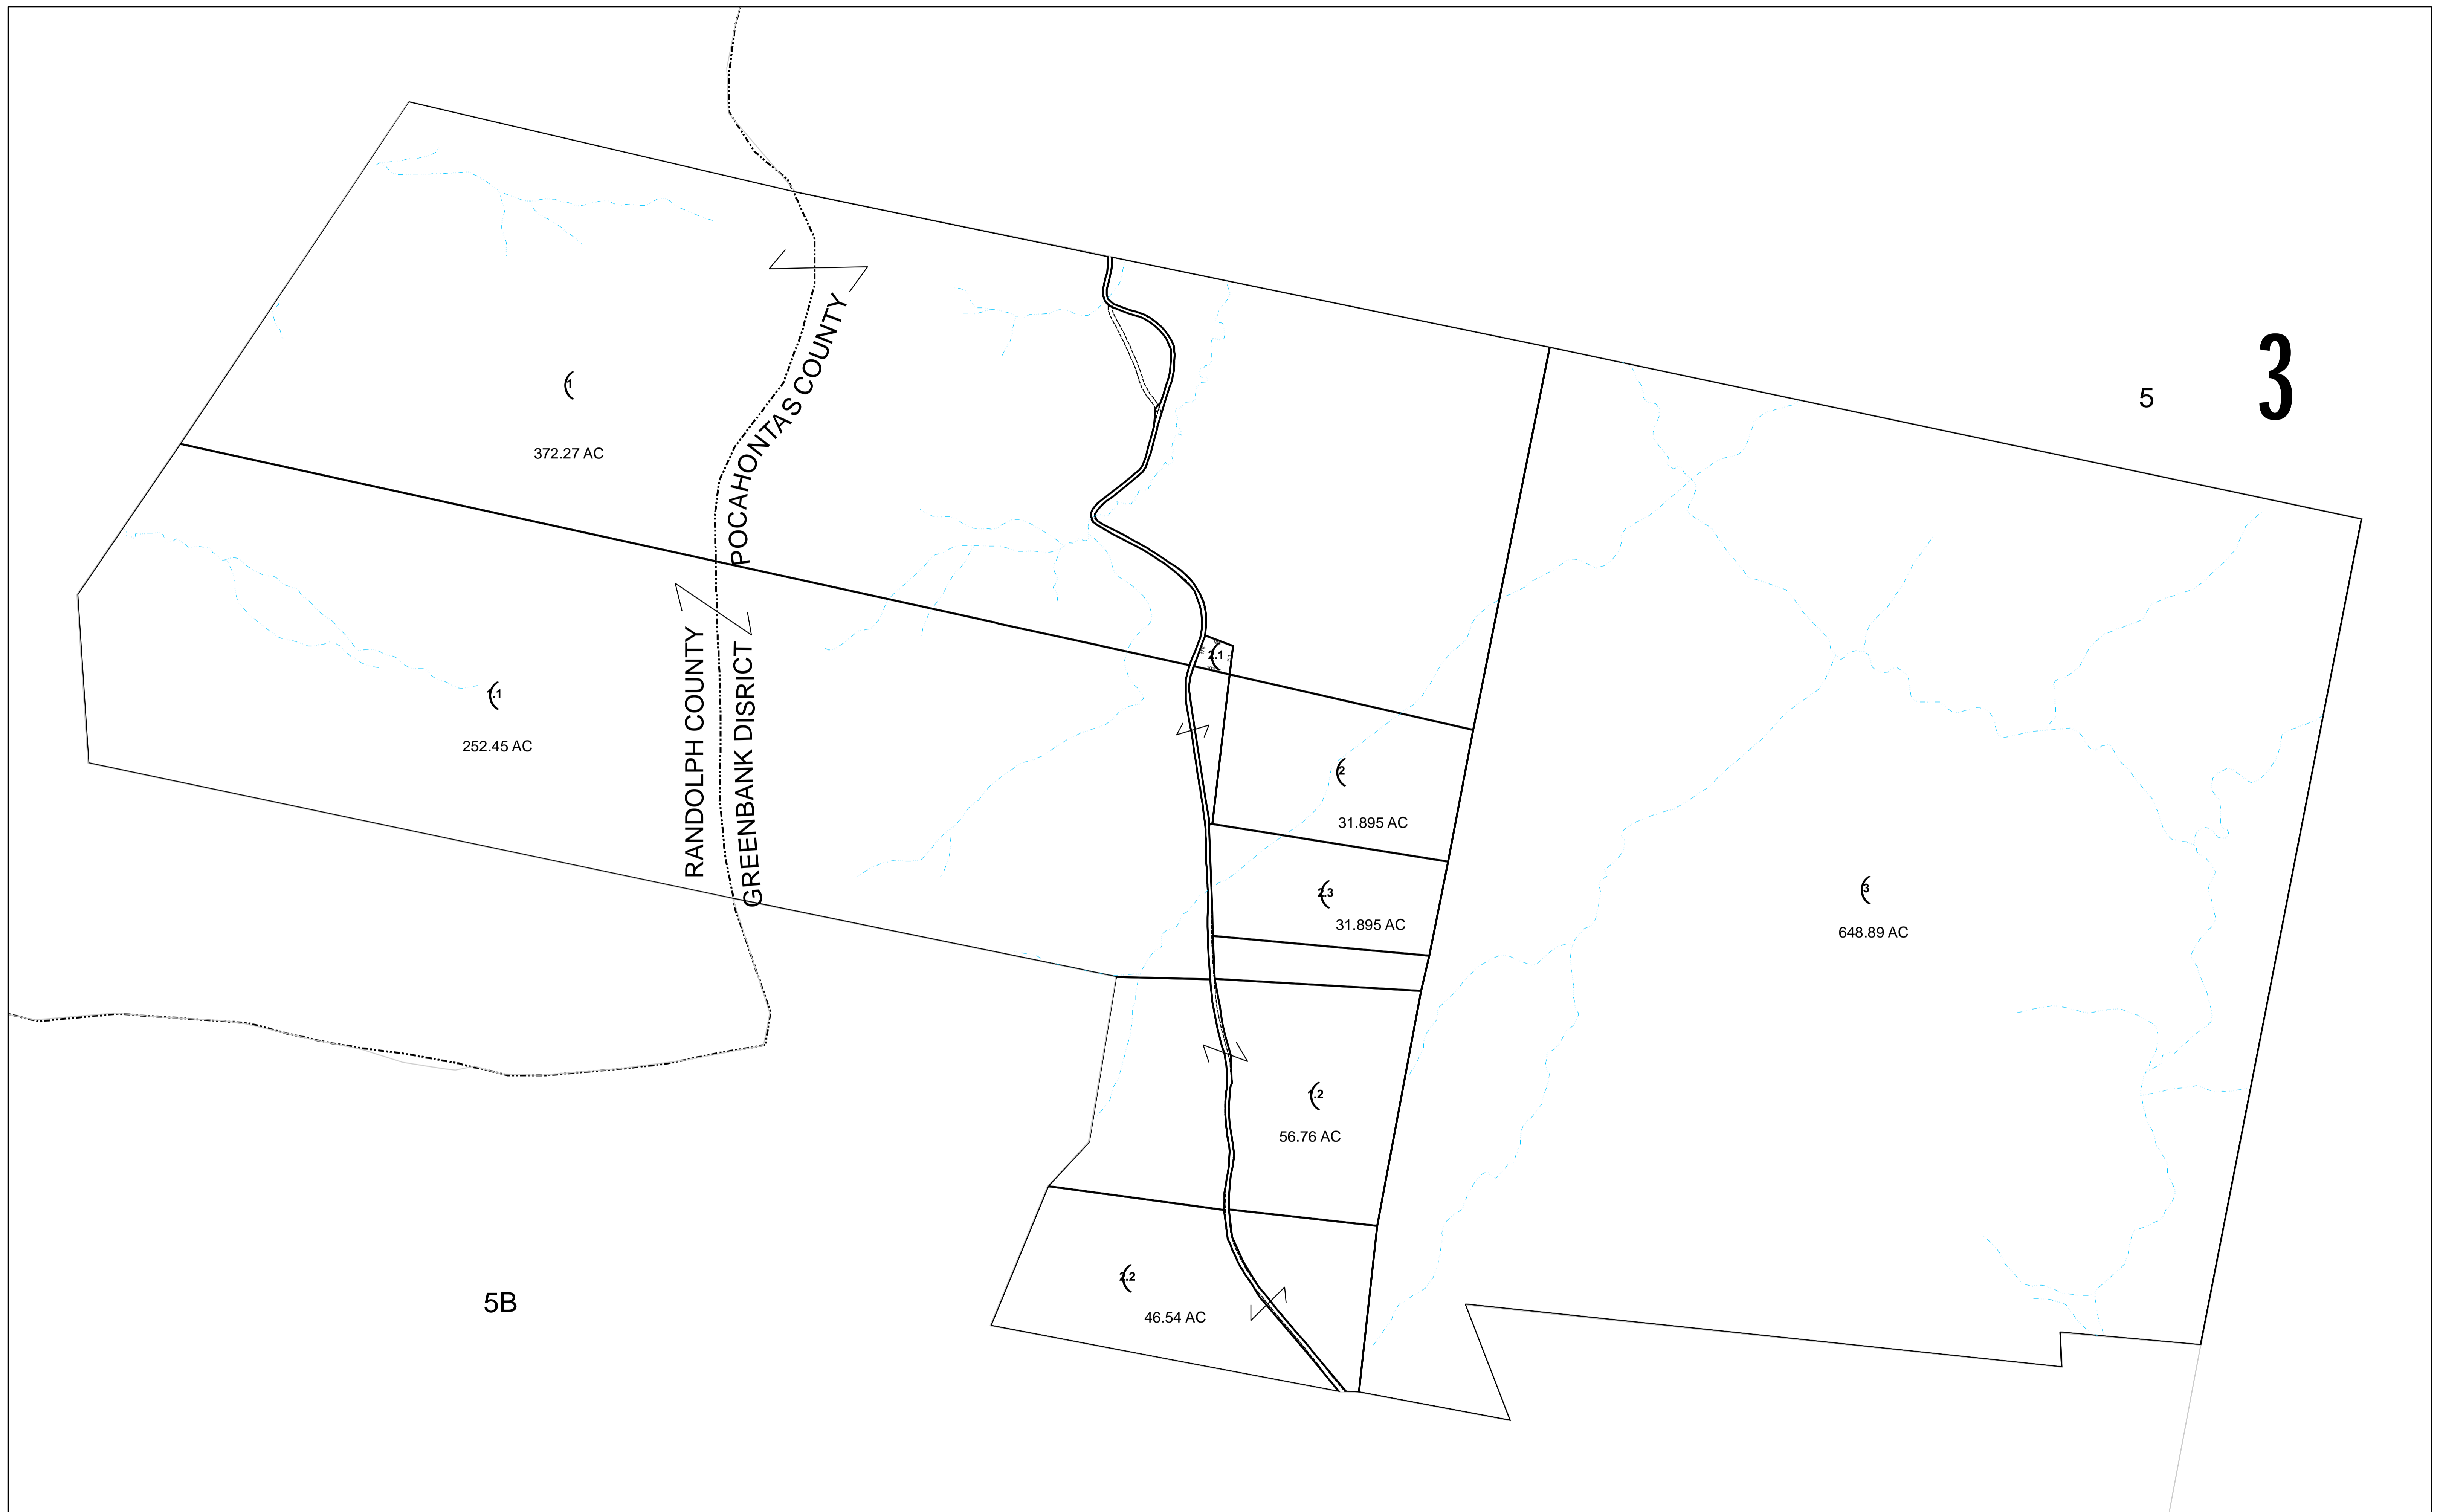 3
5
1
372.27 AC
POCAHONTAS COUNTY
2.1
1.1
252.45 AC
RANDOLPH COUNTY
GREENBANK DISRICT
2
31.895 AC
2.3
31.895 AC
3
648.89 AC
1.2
56.76 AC
2.2
46.54 AC
5B